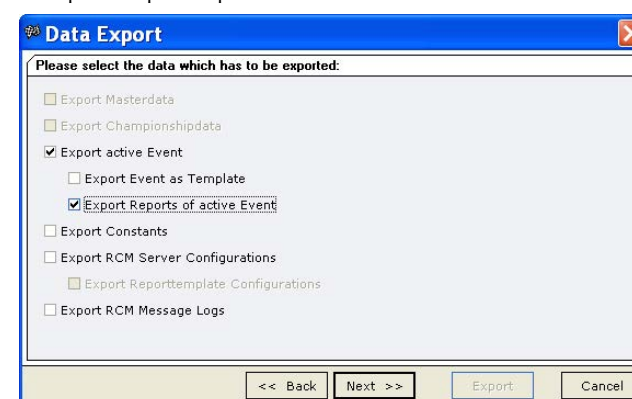 Data Export
Please select the data which has to be exported:
Export Masterdata
Export Championshipdata
Export active Event
Export Event as Template
Export Reports of active Event
Export Constants
Export RCM Server Configurations
Export Reporttemplate Configurations
Export RCM Message Logs
<< Back Next >> Export Cancel